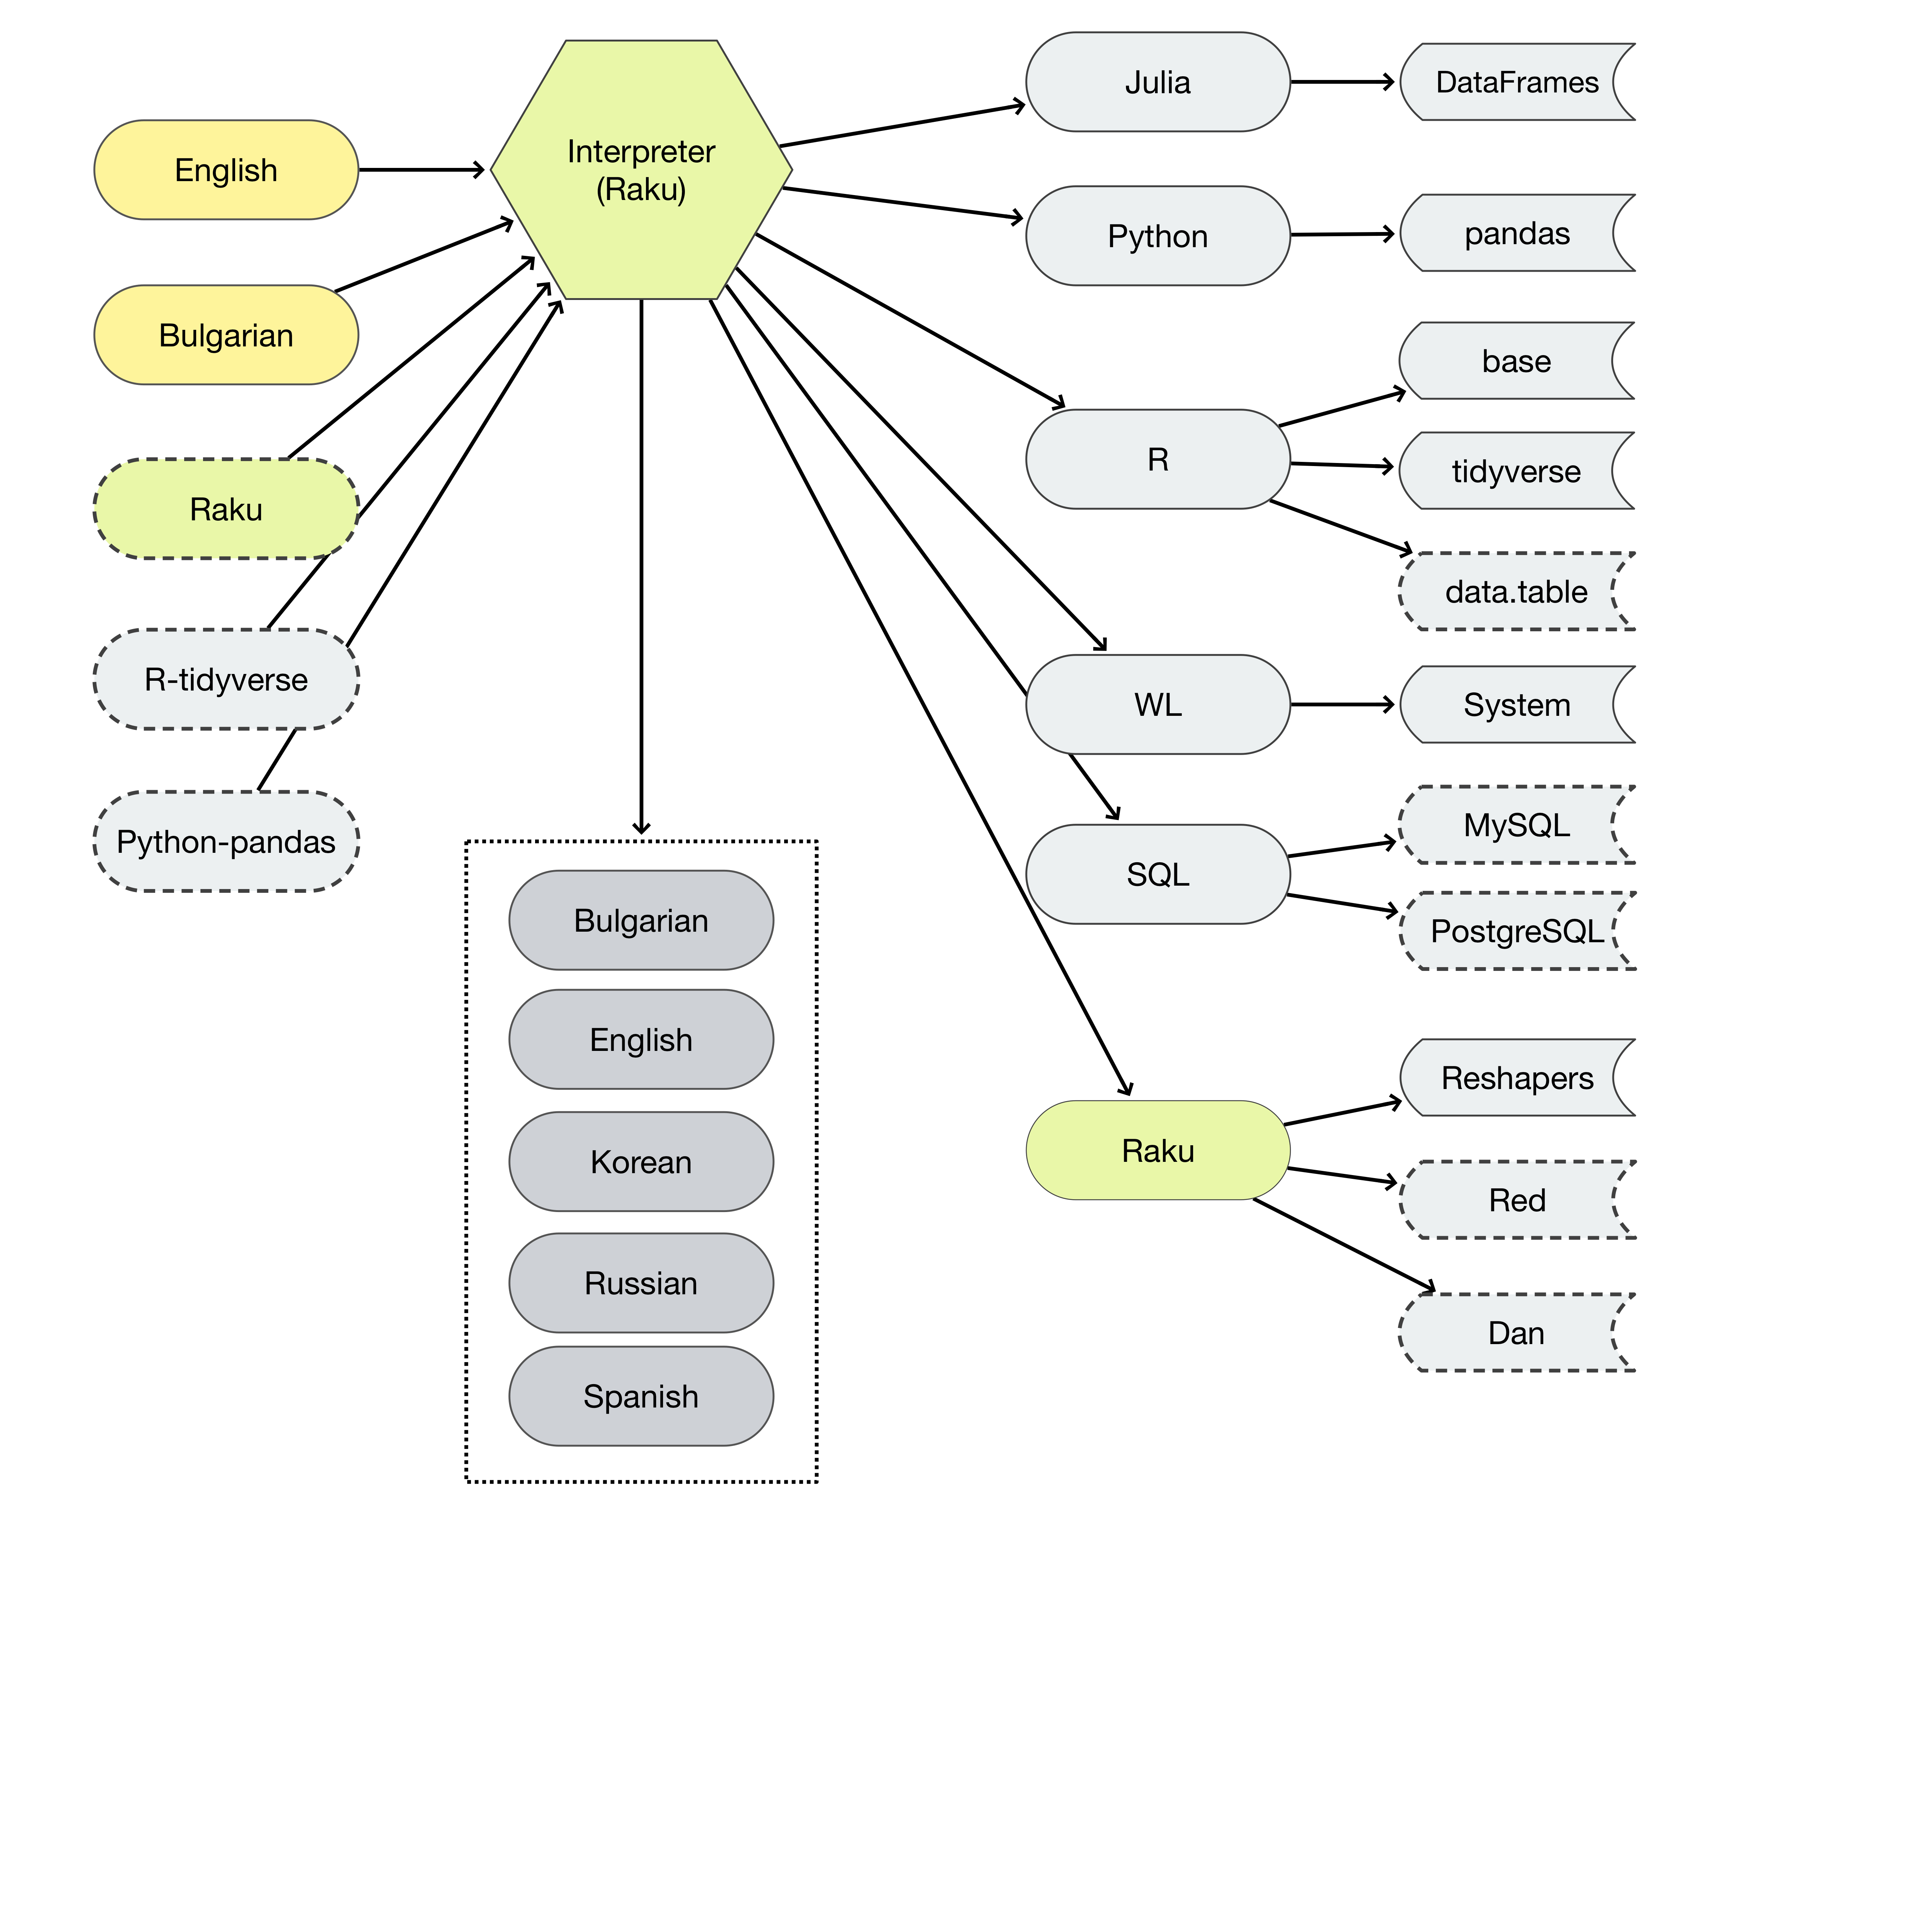 English
Bulgarian
Raku
R-tidyverse
Python-pandas
Interpreter
(Raku)
Bulgarian
English
Korean
Russian
Spanish
Julia
Python
R
WL
SQL
Raku
DataFrames
pandas
base
tidyverse
data.table
System
MySQL
PostgreSQL
Reshapers
Red
Dan